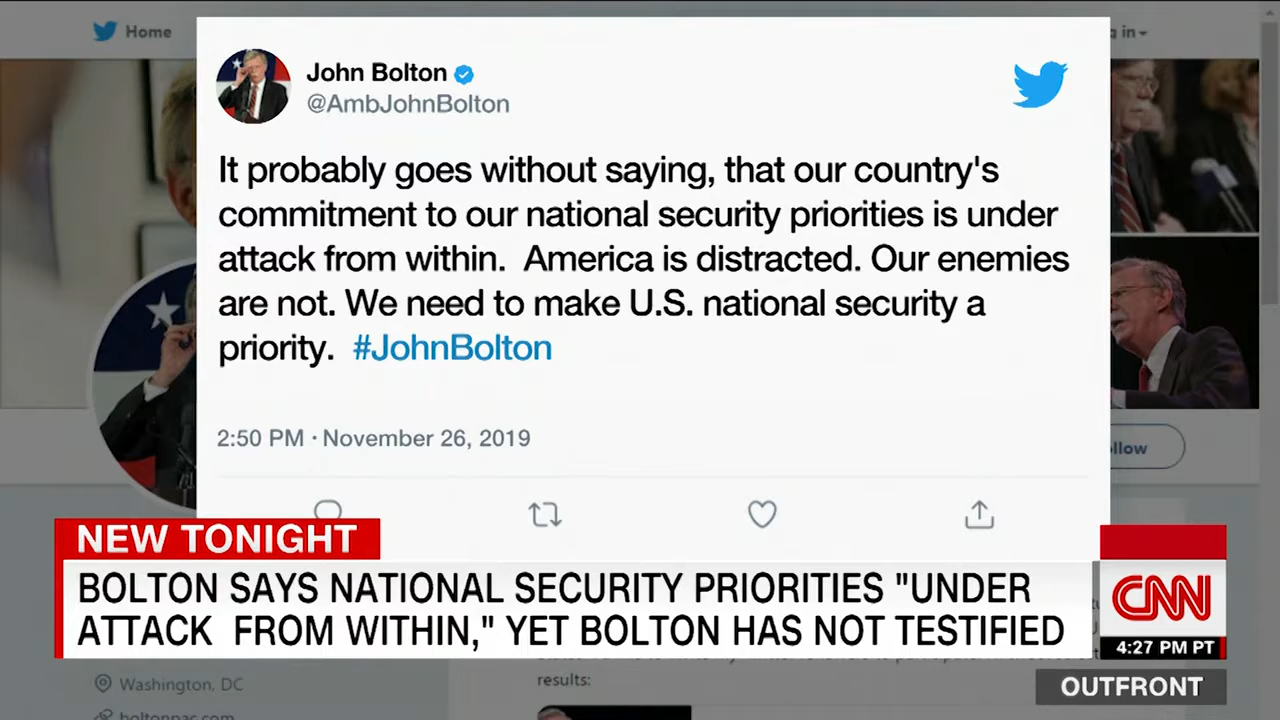 Home
John Bolton
@AmbJohnBolton
It probably goes without saying, that our country's
commitment to our national security priorities is under
attack from within.  America is distracted. Our enemies
are not. We need to make U.S. national security a
priority.  #JohnBolton
2:50 PM · November 26, 2019
NEW TONIGHT
BOLTON SAYS NATIONAL SECURITY PRIORITIES "UNDER
ATTACK  FROM WITHIN," YET BOLTON HAS NOT TESTIFIED
CNN
4:27 PM PT
OUTFRONT
Washington, DC
boltonpac.com
results: